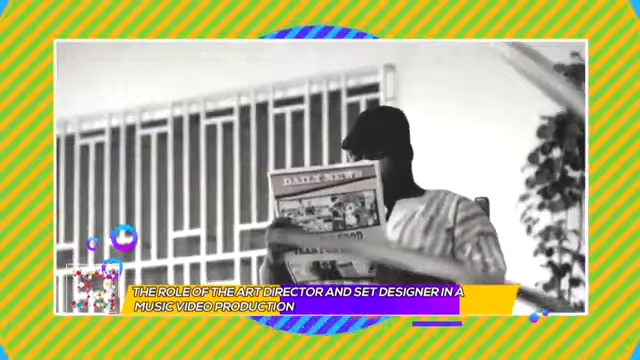 DAILY NEWS
THE ROLE OF THE ART DIRECTOR AND SET DESIGNER IN A
MUSIC VIDEO PRODUCTION